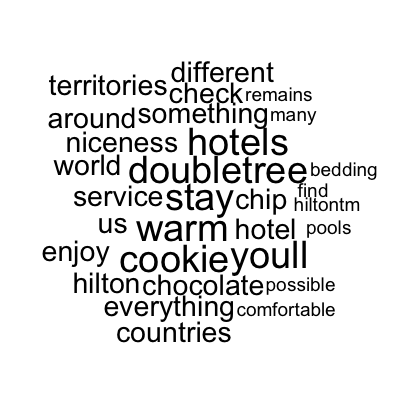 different
territories check remains
around something many
niceness hotels
world doubletree bedding
service stay chip find
hiltontm
us warm hotel pools
enjoy cookie youll
hilton chocolate possible
everything comfortable
countries